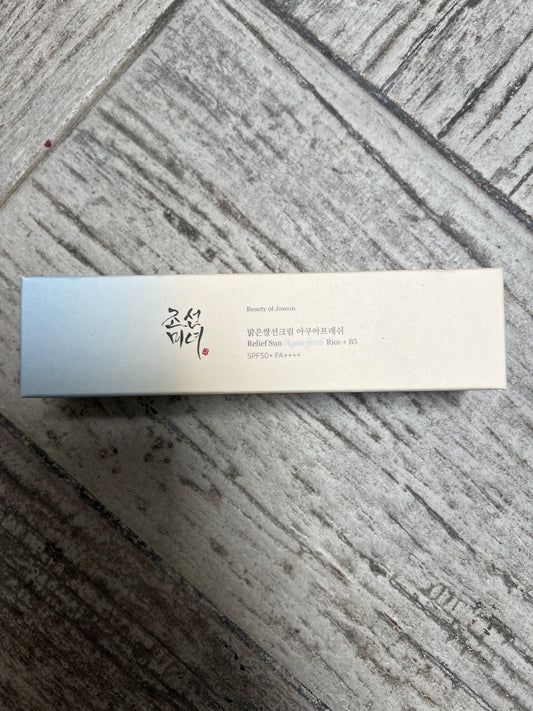 조선
미녀
Beauty of Joseon
맑은쌀선크림 아쿠아프레쉬
Relief Sun Aqua-fresh Rice + B5
SPF50+ PA++++